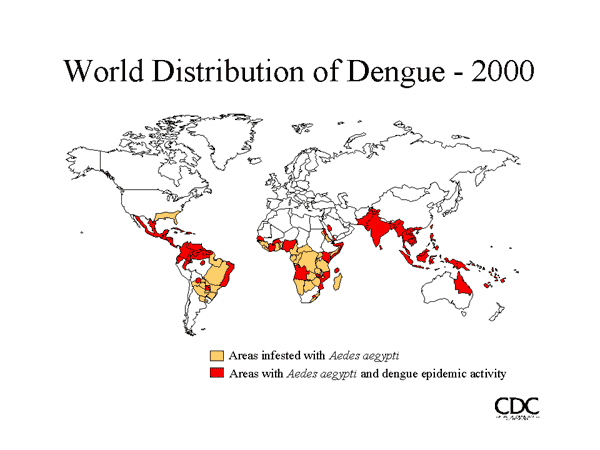 World Distribution of Dengue - 2000
Areas infested with Aedes aegypti
Areas with Aedes aegypti and dengue epidemic activity
CDC